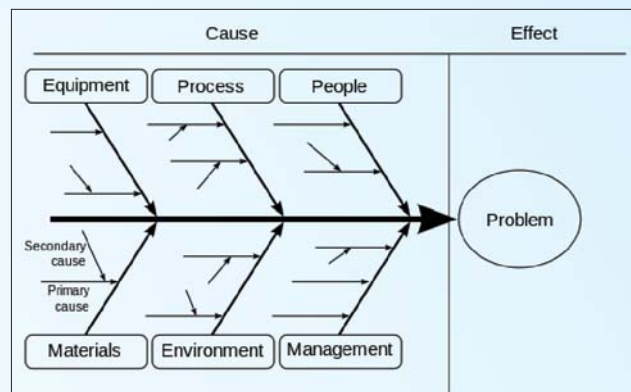 Cause
Effect
Equipment
Process
People
Problem
Secondary
cause
Primary
cause
Materials
Environment
Management